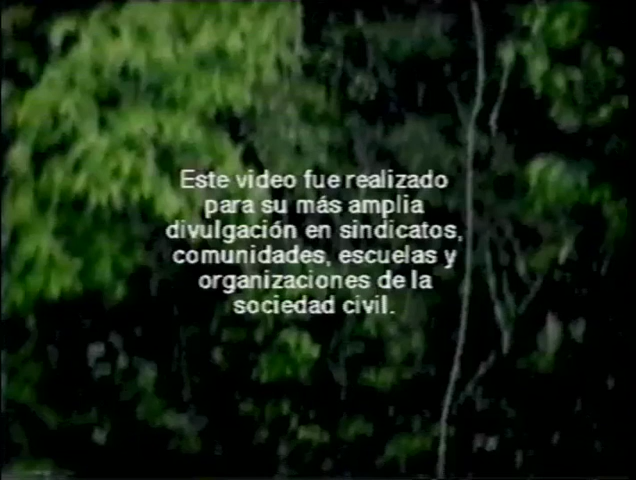 Este video fue realizado
para su más amplia
divulgación en sindicatos,
comunidades, escuelas y
organizaciones de la
sociedad civil.